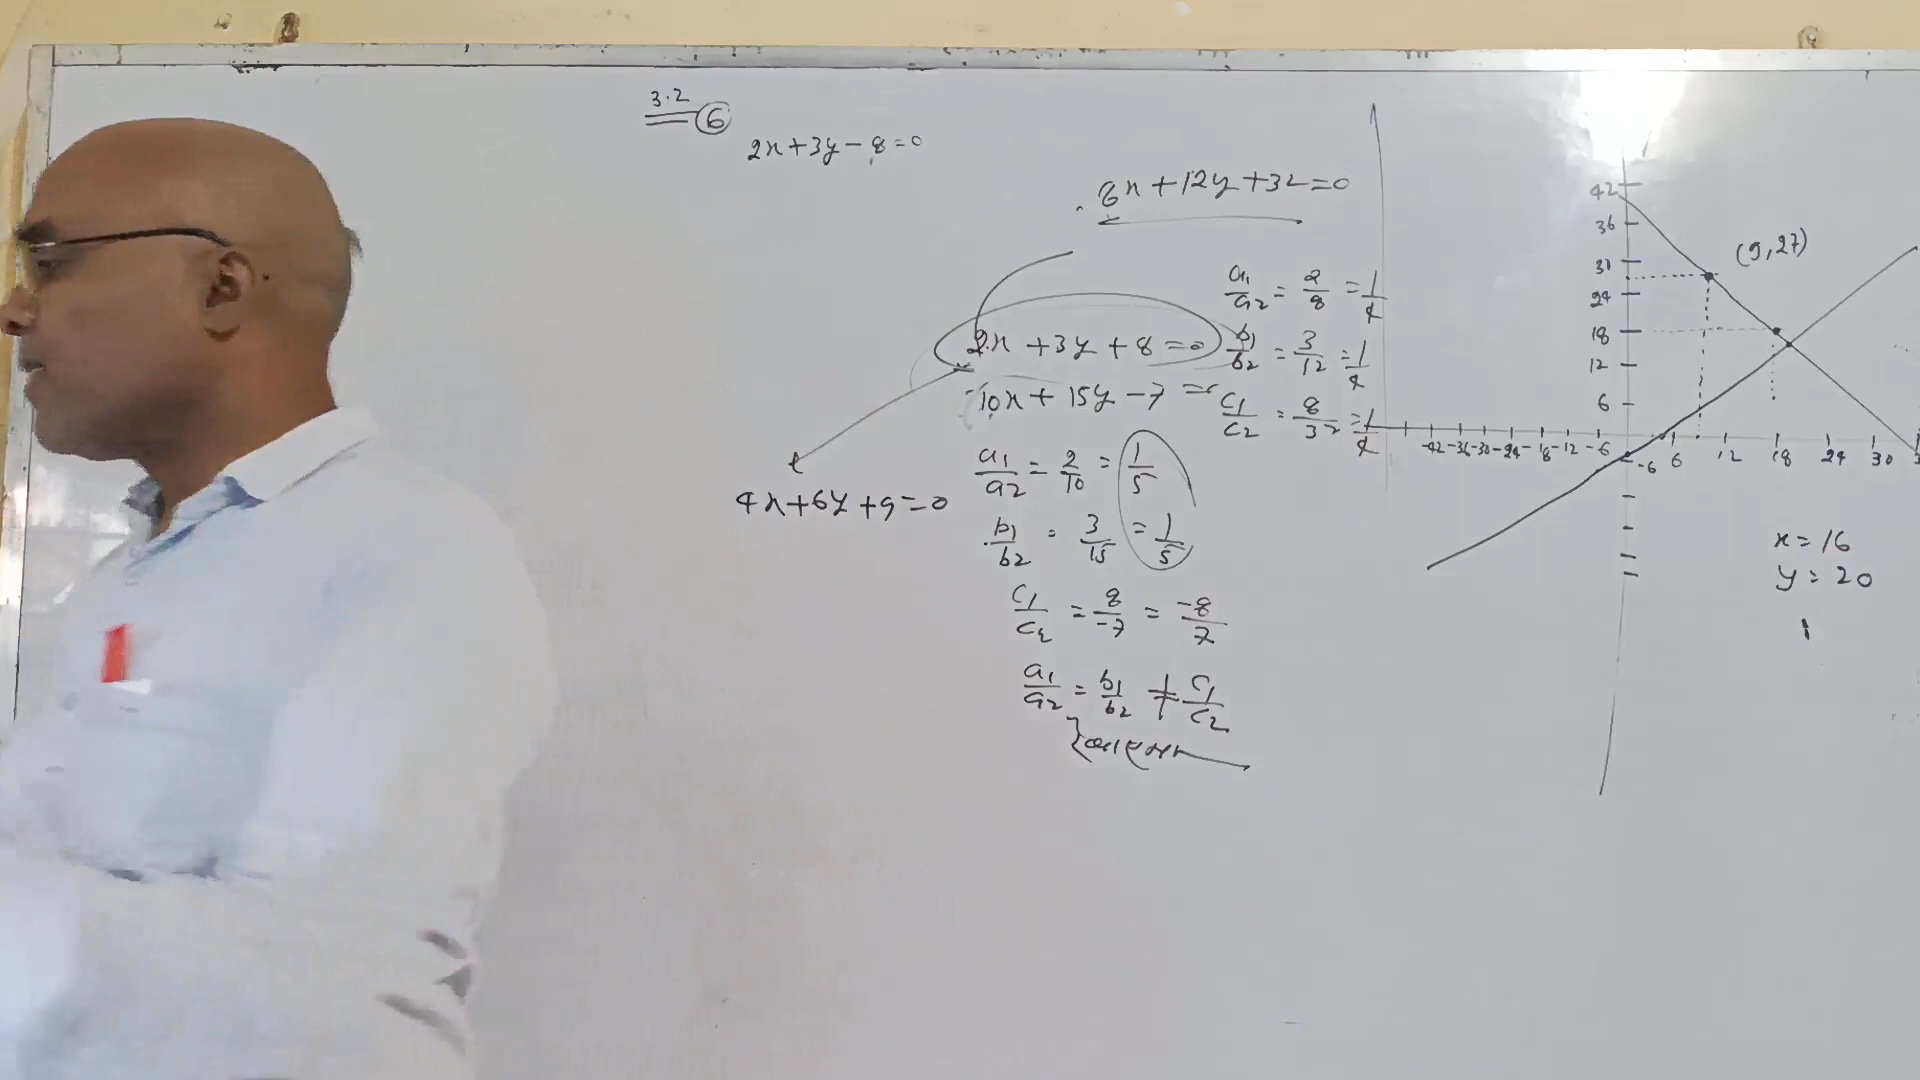 3.2 ⑥
2x+3y-8=0
8x+12y+32=0
a1/a2 = 2/8 = 1/4
b1/b2 = 3/12 = 1/4
c1/c2 = 8/32 = 1/4
2x+3y+8=0
10x+15y-7=
a1/a2 = 2/10 = 1/5
b1/b2 = 3/15 = 1/5
c1/c2 = 8/-7 = -8/7
a1/a2 = b1/b2 ≠ c1/c2
4x+6y+9=0
42
36
31
24
18
12
6
(9,27)
-42 -36 -30 -24 -18 -12 -6 -6 6 12 18 24 30
x=16
y=20